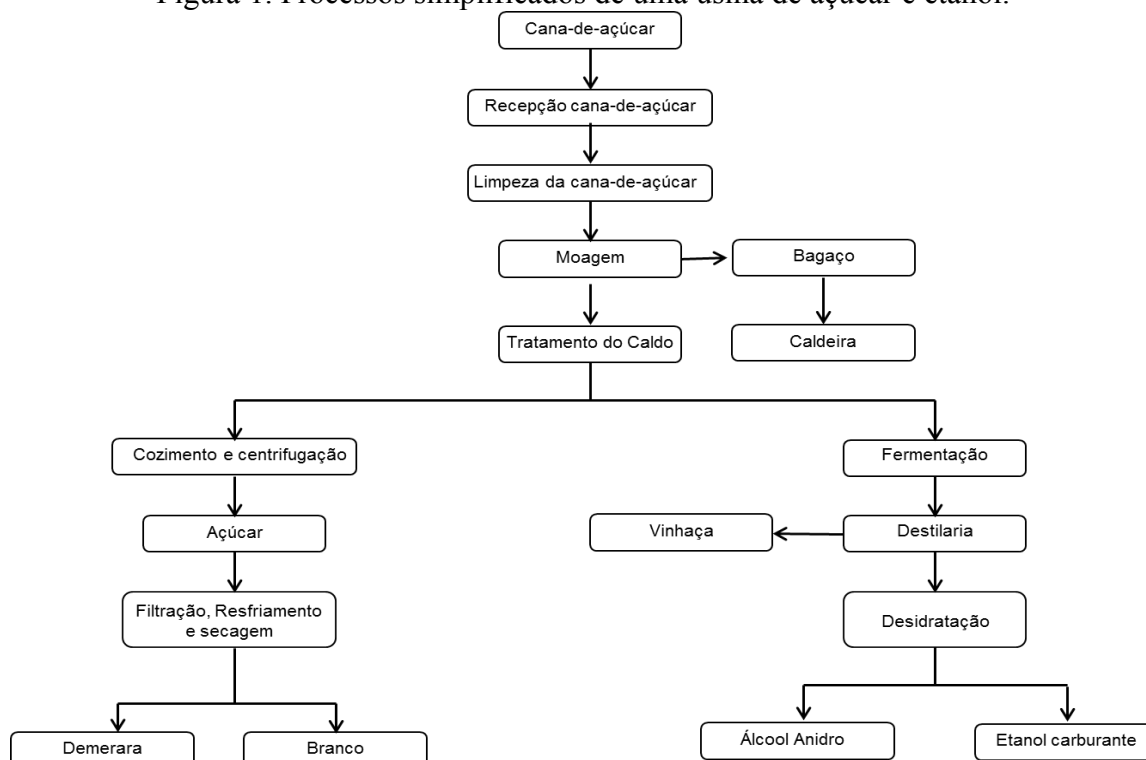 Figura 1. Processos simplificados de uma usina de açúcar e etanol.
Cana-de-açúcar
Recepção cana-de-açúcar
Limpeza da cana-de-açúcar
Moagem
Bagaço
Tratamento do Caldo
Caldeira
Cozimento e centrifugação
Fermentação
Açúcar
Vinhaça
Destilaria
Filtração, Resfriamento
e secagem
Desidratação
Demerara
Branco
Álcool Anidro
Etanol carburante